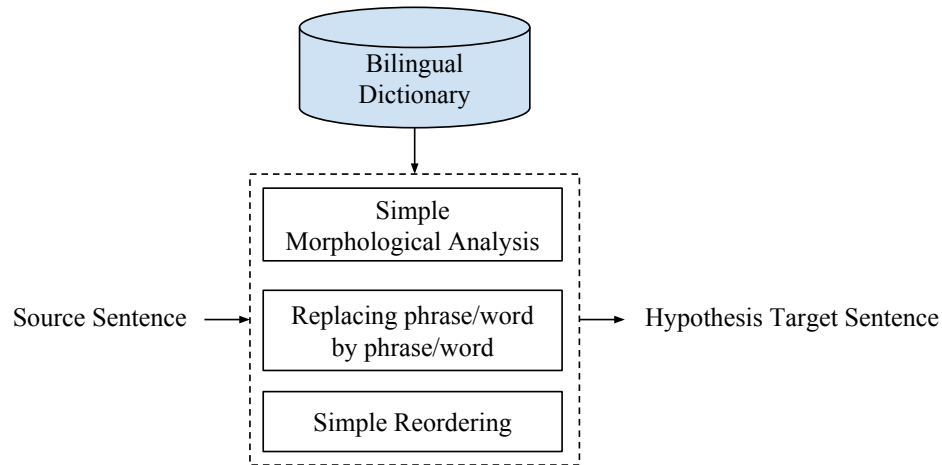 Bilingual
Dictionary
Simple
Morphological Analysis
Source Sentence
Replacing phrase/word
by phrase/word
Hypothesis Target Sentence
Simple Reordering